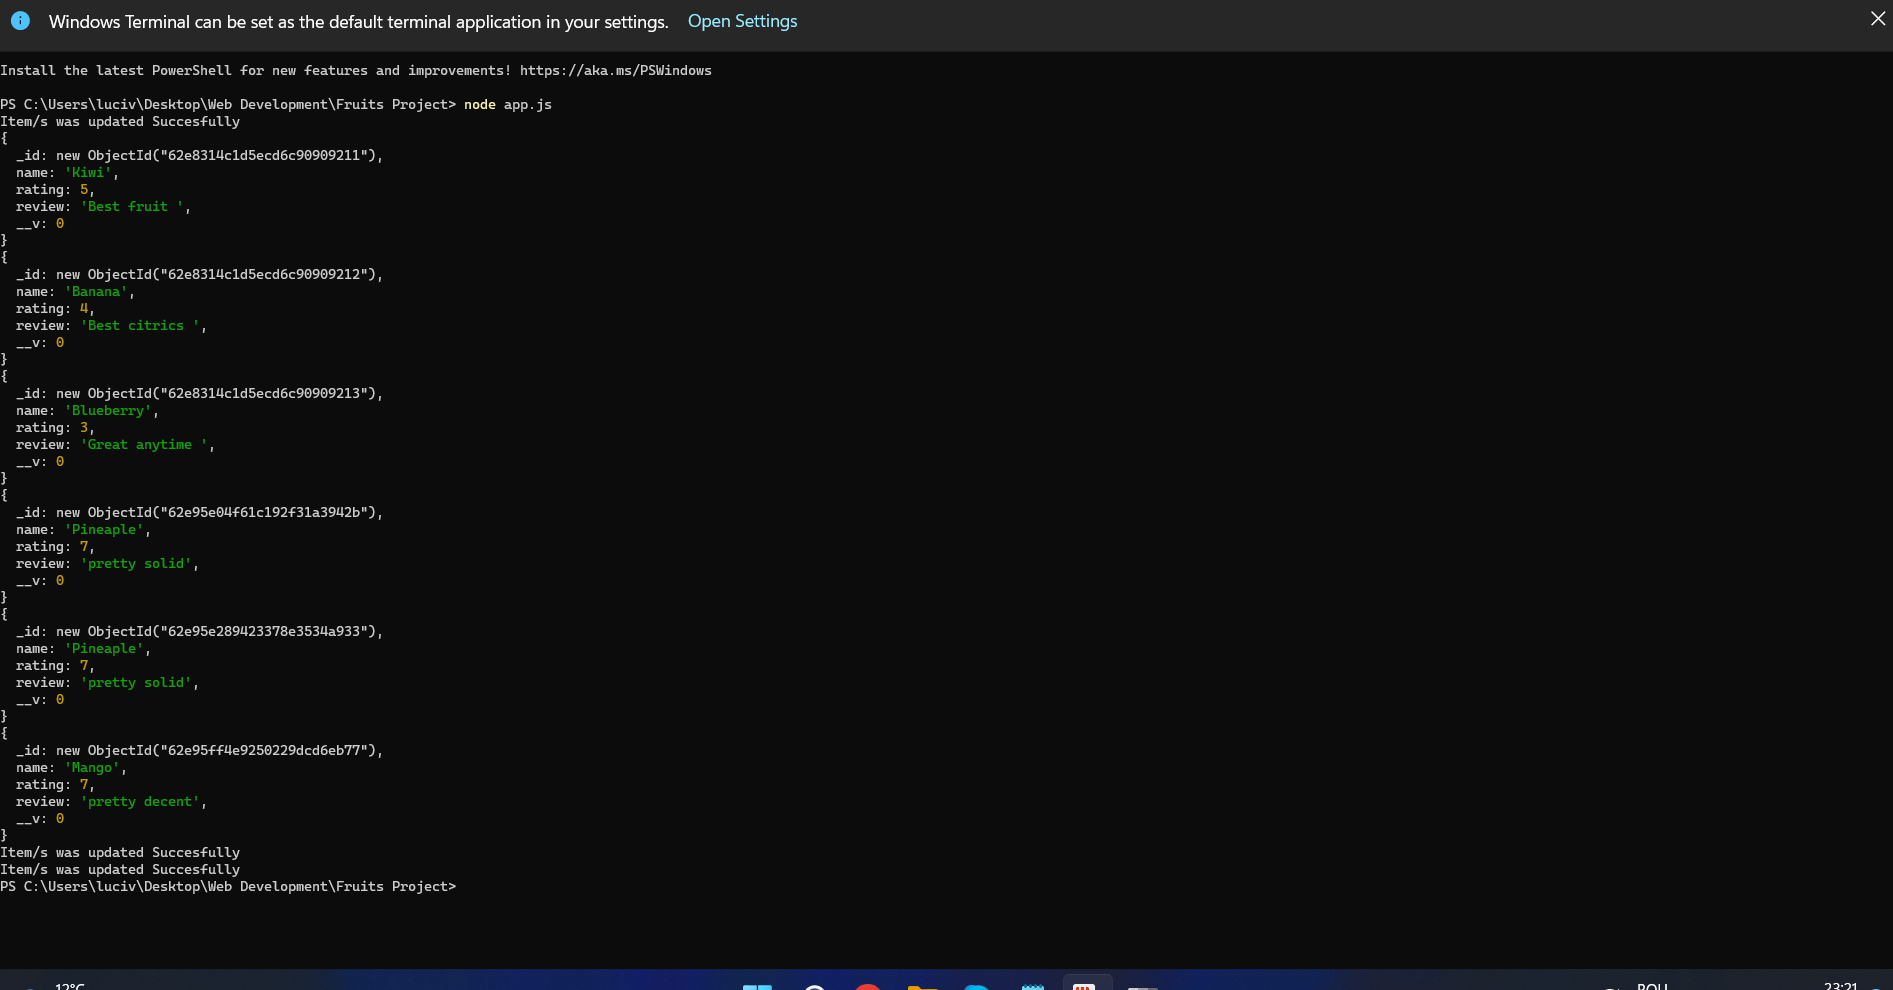 Windows Terminal can be set as the default terminal application in your settings. Open Settings
Install the latest PowerShell for new features and improvements! https://aka.ms/PSWindows
PS C:\Users\luciv\Desktop\Web Development\Fruits Project> node app.js
Item/s was updated Succesfully
{
  _id: new ObjectId("62e8314c1d5ecd6c90909211"),
  name: 'Kiwi',
  rating: 5,
  review: 'Best fruit ',
  __v: 0
}
{
  _id: new ObjectId("62e8314c1d5ecd6c90909212"),
  name: 'Banana',
  rating: 4,
  review: 'Best citrics ',
  __v: 0
}
{
  _id: new ObjectId("62e8314c1d5ecd6c90909213"),
  name: 'Blueberry',
  rating: 3,
  review: 'Great anytime ',
  __v: 0
}
{
  _id: new ObjectId("62e95e04f61c192f31a3942b"),
  name: 'Pineaple',
  rating: 7,
  review: 'pretty solid',
  __v: 0
}
{
  _id: new ObjectId("62e95e289423378e3534a933"),
  name: 'Pineaple',
  rating: 7,
  review: 'pretty solid',
  __v: 0
}
{
  _id: new ObjectId("62e95ff4e9250229dcd6eb77"),
  name: 'Mango',
  rating: 7,
  review: 'pretty decent',
  __v: 0
}
Item/s was updated Succesfully
Item/s was updated Succesfully
PS C:\Users\luciv\Desktop\Web Development\Fruits Project>
12°C
23:21